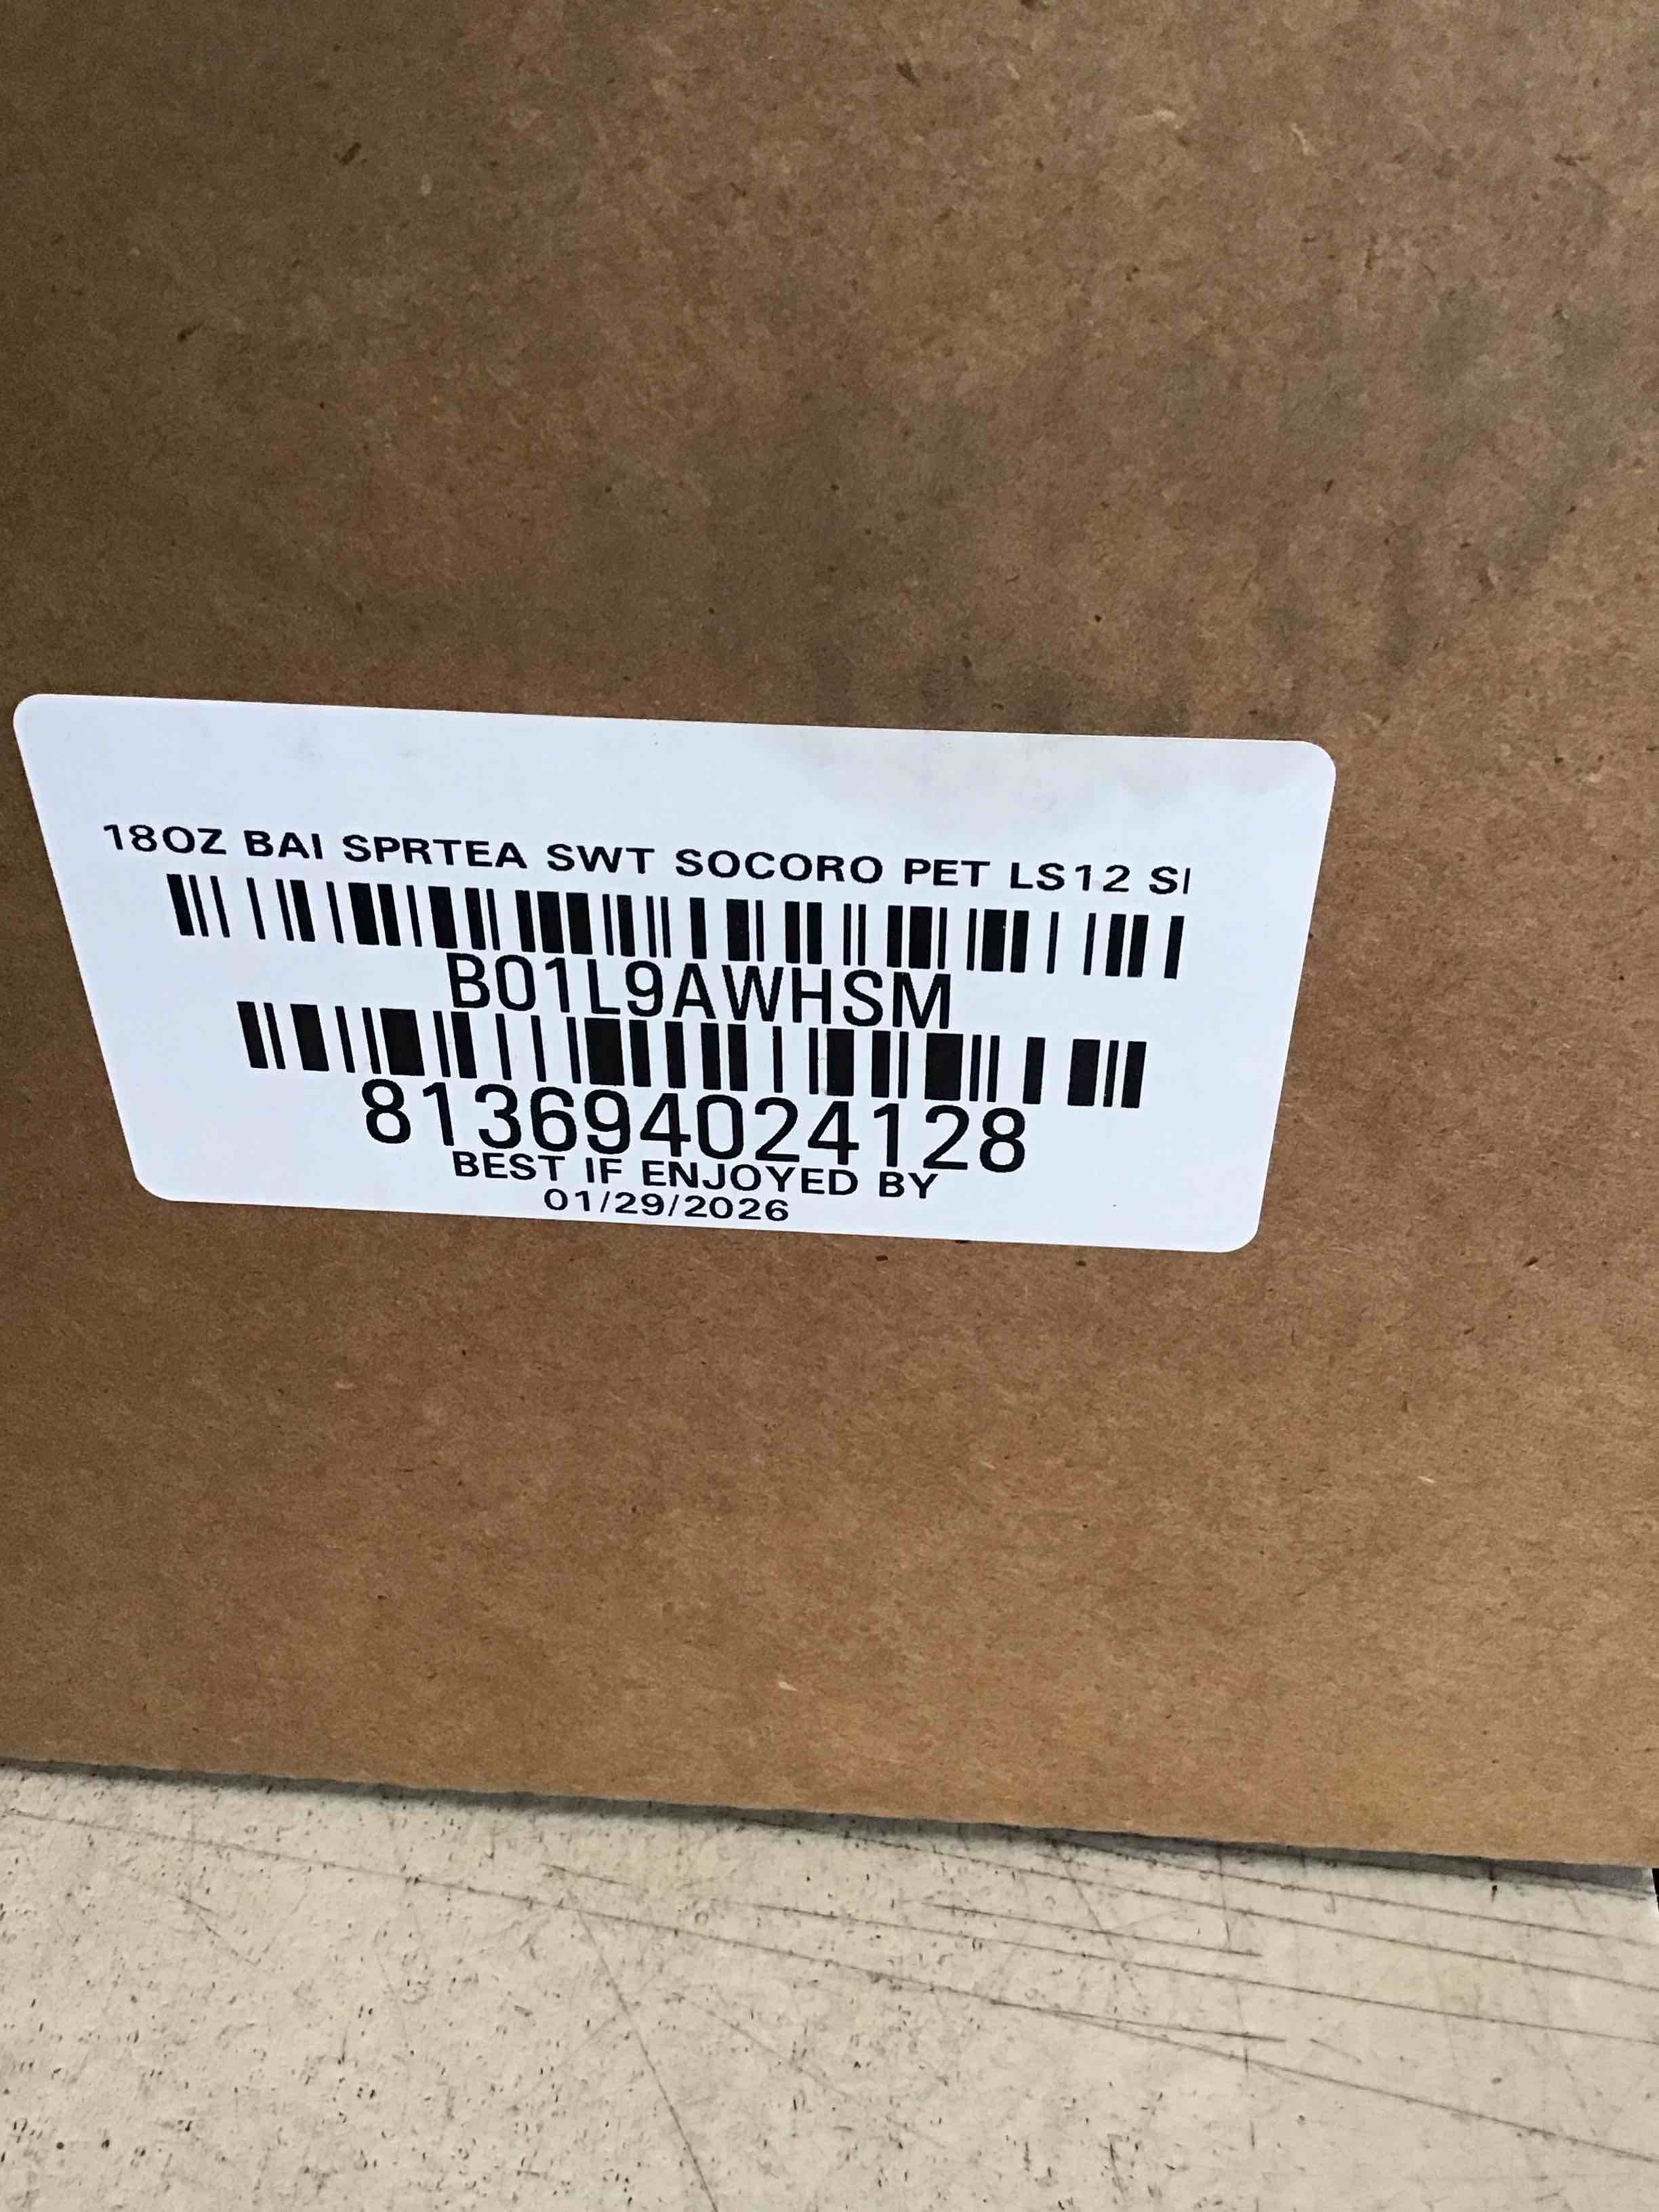 18OZ BAI SPRTEA SWT SOCORO PET LS12 SI
B01L9AWHSM
813694024128
BEST IF ENJOYED BY
01/29/2026